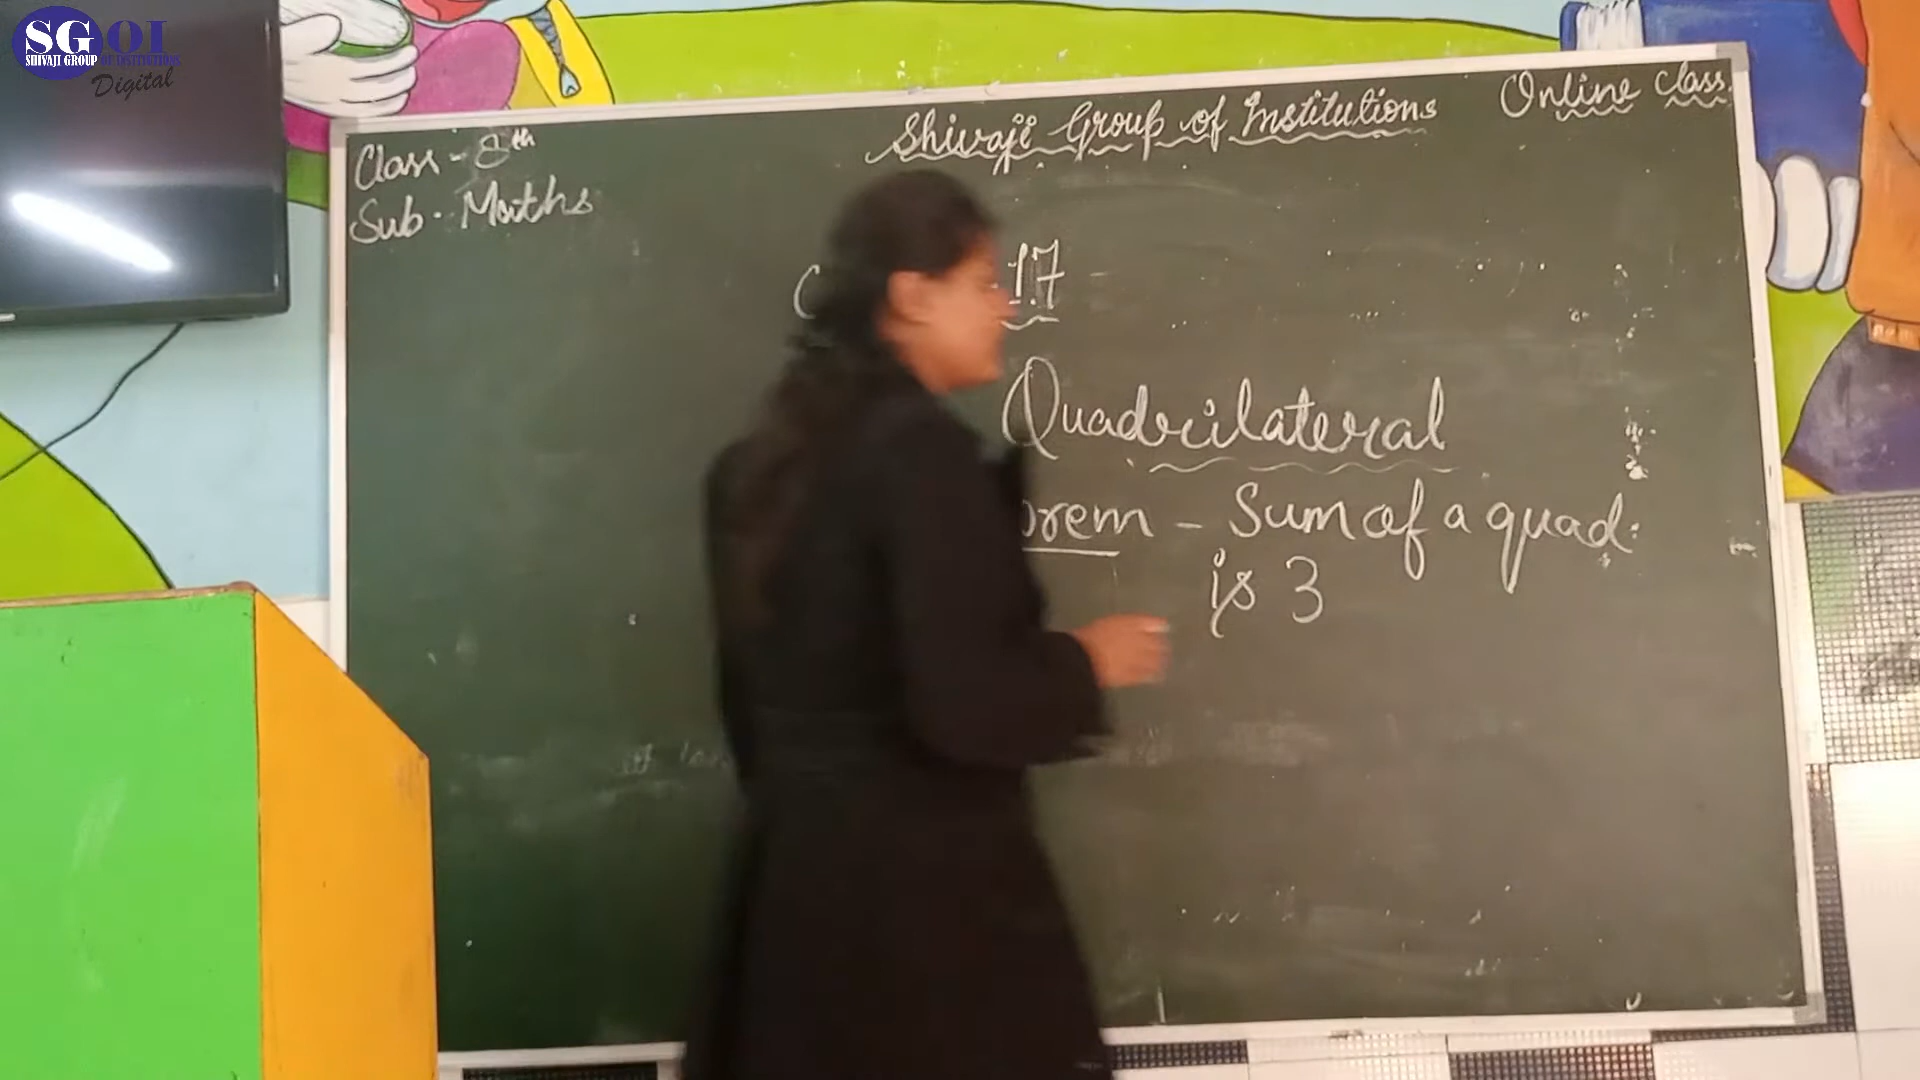 SGOI
SHIVAJI GROUP OF INSTITUTIONS
Digital
Class - 8th
Sub - Maths
Shivaji Group of Institutions
Online Class
17
Quadrilateral
orem - Sum of a quad.
is 3